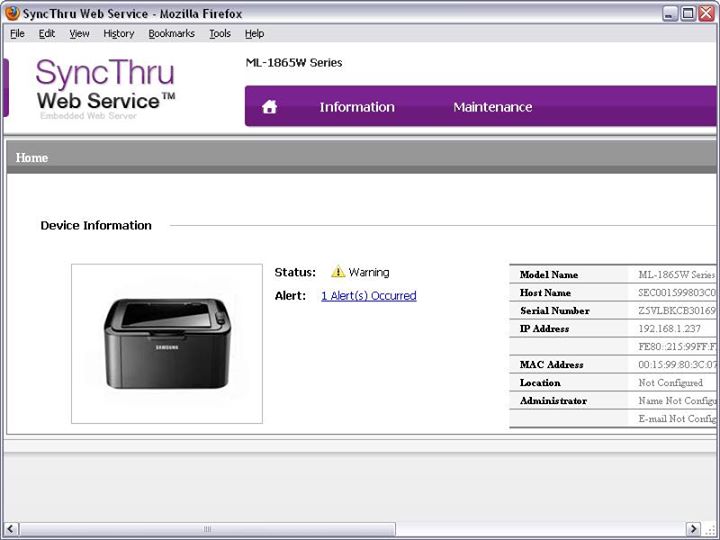 SyncThru Web Service - Mozilla Firefox
File Edit View History Bookmarks Tools Help
SyncThru
Web Service™
Embedded Web Server
ML-1865W Series
Information Maintenance
Home
Device Information
SAMSUNG
Status: Warning
Alert: 1 Alert(s) Occurred
Model Name ML-1865W Series
Host Name SEC001599803C0
Serial Number Z5VLBKCB30169
IP Address 192.168.1.237
FE80::215:99FF:F
MAC Address 00:15:99:80:3C:07
Location Not Configured
Administrator Name Not Configu
E-mail Not Config